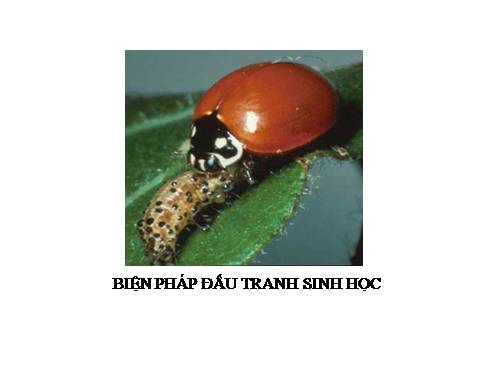 BIỆN PHÁP ĐẤU TRANH SINH HỌC